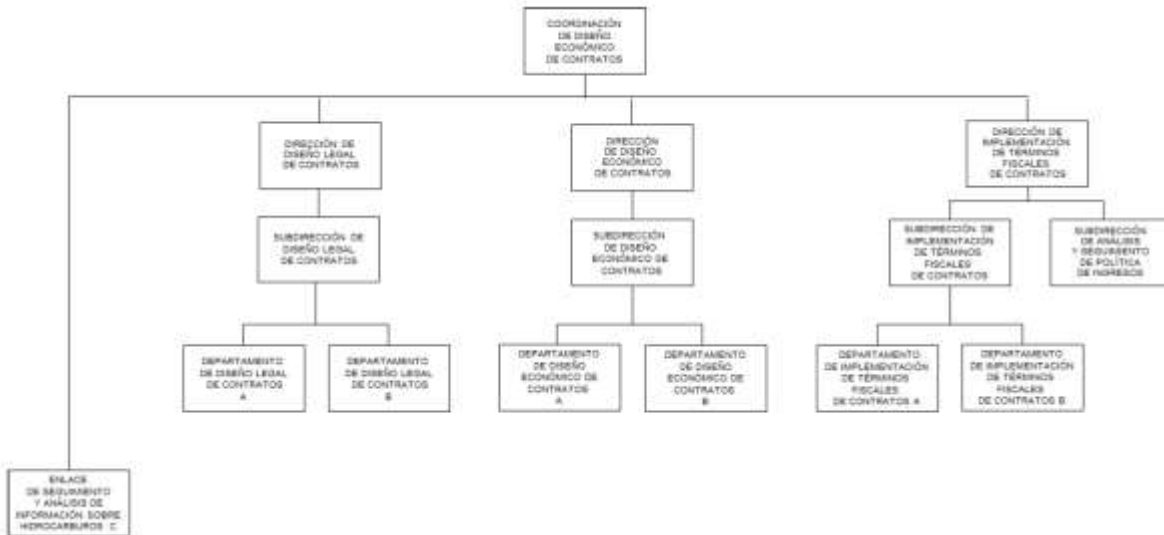 COORDINACIÓN
DE DISEÑO
ECONÓMICO
DE CONTRATOS
DIRECCIÓN DE
DISEÑO LEGAL
DE CONTRATOS
DIRECCIÓN
DE DISEÑO
ECONÓMICO
DE CONTRATOS
DIRECCIÓN DE
IMPLEMENTACIÓN
DE TÉRMINOS
FISCALES
DE CONTRATOS
SUBDIRECCIÓN DE
DISEÑO LEGAL
DE CONTRATOS
SUBDIRECCIÓN
DE DISEÑO
ECONÓMICO DE
CONTRATOS
SUBDIRECCIÓN DE
IMPLEMENTACIÓN
DE TÉRMINOS
FISCALES
DE CONTRATOS
SUBDIRECCIÓN
DE ANÁLISIS
Y SEGUIMIENTO
DE POLÍTICA
DE INGRESOS
DEPARTAMENTO
DE DISEÑO LEGAL
DE CONTRATOS
A
DEPARTAMENTO
DE DISEÑO LEGAL
DE CONTRATOS
B
DEPARTAMENTO
DE DISEÑO
ECONÓMICO DE
CONTRATOS
A
DEPARTAMENTO
DE DISEÑO
ECONÓMICO DE
CONTRATOS
B
DEPARTAMENTO
DE IMPLEMENTACIÓN
DE TÉRMINOS
FISCALES
DE CONTRATOS A
DEPARTAMENTO
DE IMPLEMENTACIÓN
DE TÉRMINOS
FISCALES
DE CONTRATOS B
ENLACE
DE SEGUIMIENTO
Y ANÁLISIS DE
INFORMACIÓN SOBRE
HIDROCARBUROS C